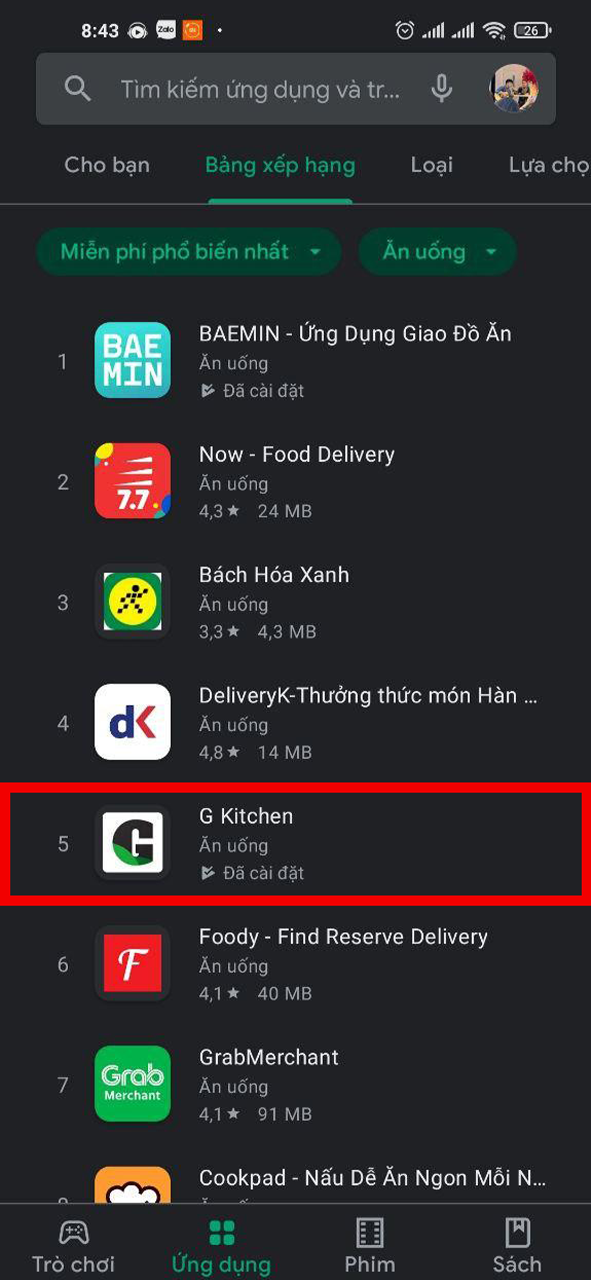 8:43 Zalo 26
Tìm kiếm ứng dụng và tr...
Cho bạn Bảng xếp hạng Loại Lựa chọ
Miễn phí phổ biến nhất Ăn uống
1
BAE
MIN
BAEMIN - Ứng Dụng Giao Đồ Ăn
Ăn uống
Đã cài đặt
2
7.7
Now - Food Delivery
Ăn uống
4,3 ★ 24 MB
3
Bách Hóa Xanh
Ăn uống
3,3 ★ 4,3 MB
4
dK
DeliveryK-Thưởng thức món Hàn ...
Ăn uống
4,8 ★ 14 MB
5
G
G Kitchen
Ăn uống
Đã cài đặt
6
F
Foody - Find Reserve Delivery
Ăn uống
4,1 ★ 40 MB
7
Grab
Merchant
GrabMerchant
Ăn uống
4,1 ★ 91 MB
Cookpad - Nấu Dễ Ăn Ngon Mỗi N...
Trò chơi Ứng dụng Phim Sách